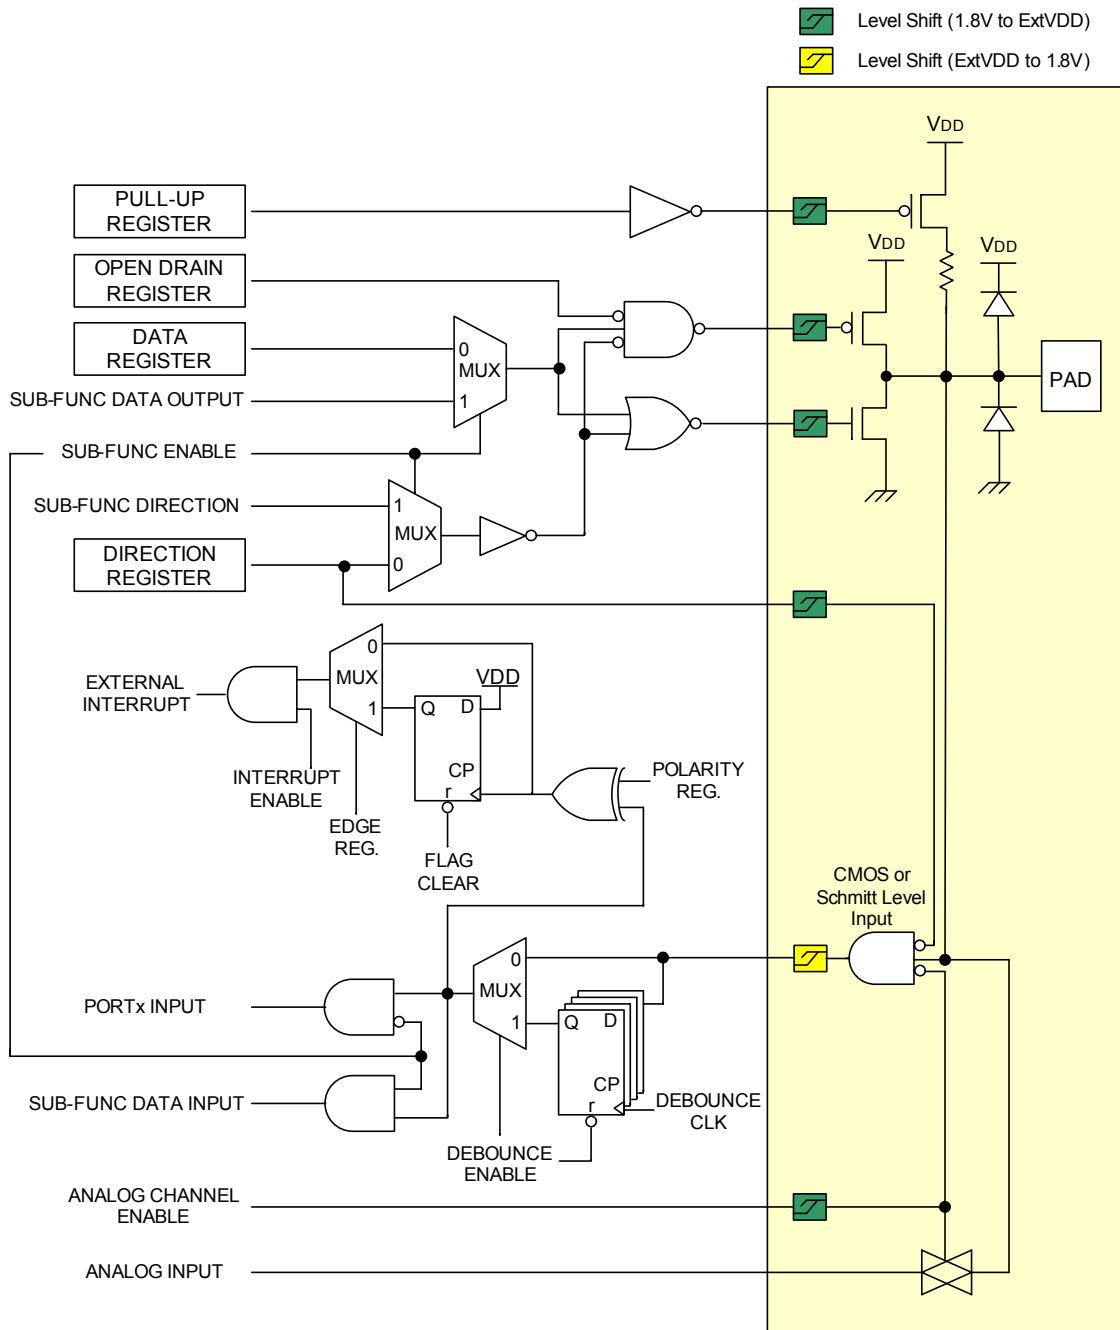 Level Shift (1.8V to ExtVDD)
Level Shift (ExtVDD to 1.8V)
VDD
PULL-UP
REGISTER
VDD
VDD
OPEN DRAIN
REGISTER
DATA
REGISTER
0
MUX
1
PAD
SUB-FUNC DATA OUTPUT
SUB-FUNC ENABLE
SUB-FUNC DIRECTION
1
MUX
0
DIRECTION
REGISTER
0
MUX
1
EXTERNAL
INTERRUPT
VDD
Q D
CP
r
POLARITY
REG.
INTERRUPT
ENABLE
EDGE
REG.
FLAG
CLEAR
CMOS or
Schmitt Level
Input
0
MUX
1
PORTx INPUT
Q D
CP
r
SUB-FUNC DATA INPUT
DEBOUNCE
CLK
DEBOUNCE
ENABLE
ANALOG CHANNEL
ENABLE
ANALOG INPUT